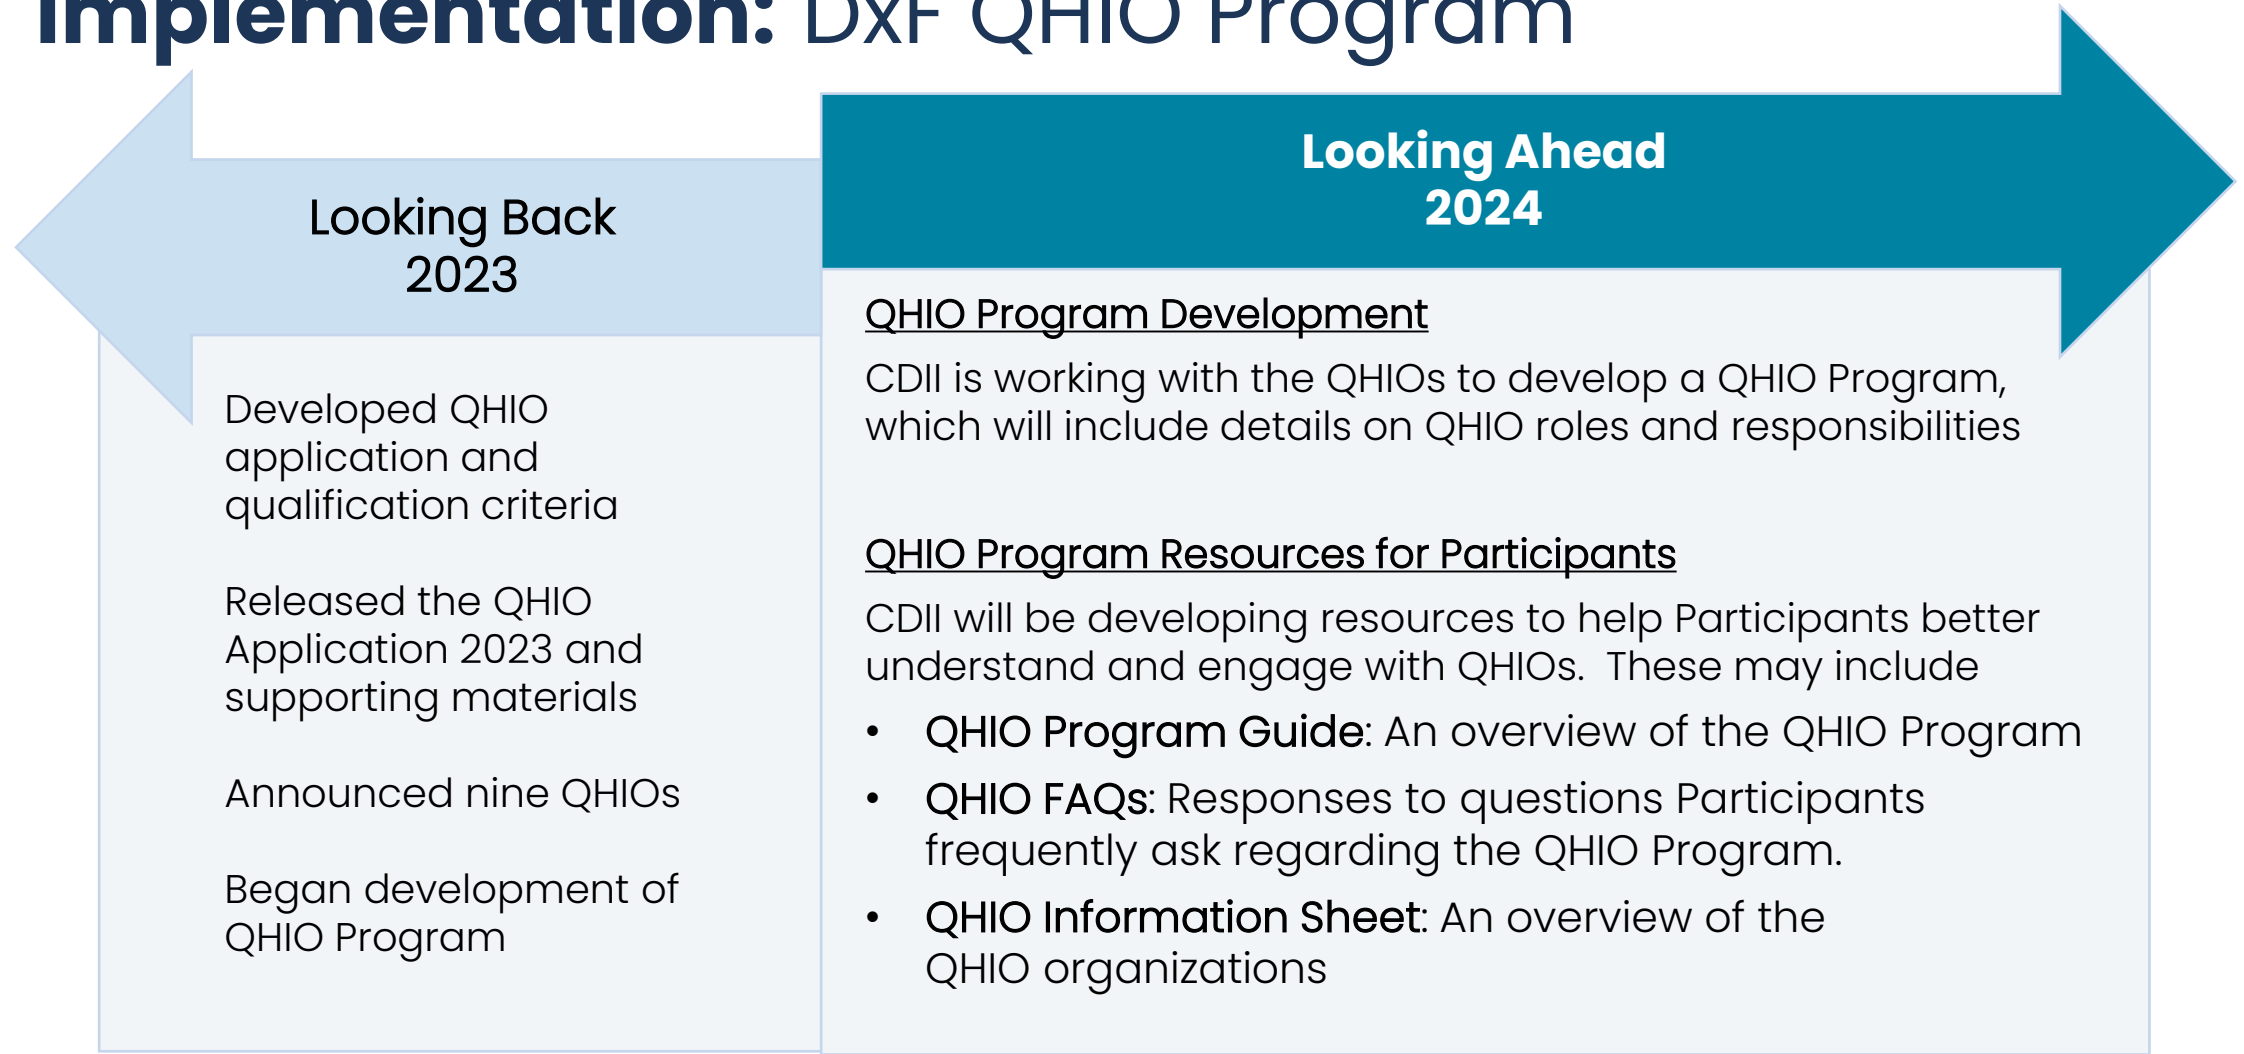 Implementation: DxF QHIO Program
Looking Back
2023
Developed QHIO
application and
qualification criteria
Released the QHIO
Application 2023 and
supporting materials
Announced nine QHIOs
Began development of
QHIO Program
Looking Ahead
2024
QHIO Program Development
CDII is working with the QHIOs to develop a QHIO Program,
which will include details on QHIO roles and responsibilities
QHIO Program Resources for Participants
CDII will be developing resources to help Participants better
understand and engage with QHIOs.  These may include
• QHIO Program Guide: An overview of the QHIO Program
• QHIO FAQs: Responses to questions Participants
frequently ask regarding the QHIO Program.
• QHIO Information Sheet: An overview of the
QHIO organizations